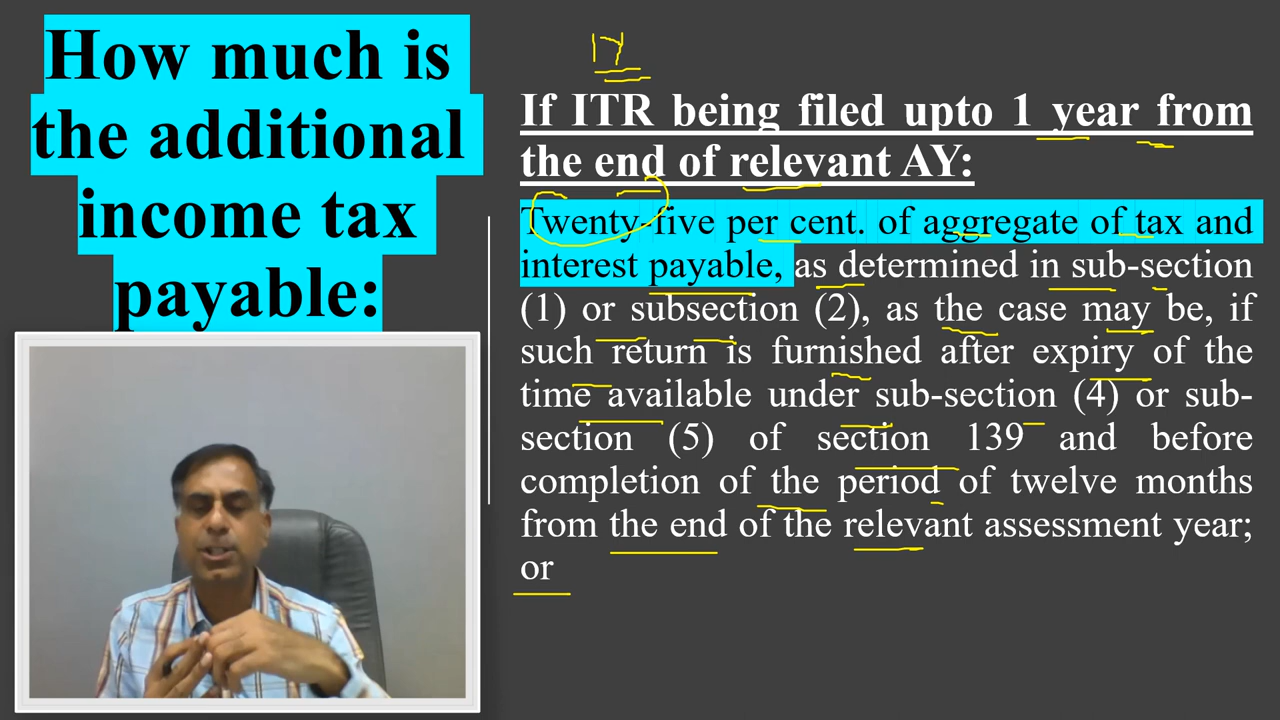 How much is
the additional
income tax
payable:
1Y
If ITR being filed upto 1 year from
the end of relevant AY:
Twenty-five per cent. of aggregate of tax and
interest payable, as determined in sub-section
(1) or subsection (2), as the case may be, if
such return is furnished after expiry of the
time available under sub-section (4) or sub-
section (5) of section 139 and before
completion of the period of twelve months
from the end of the relevant assessment year;
or